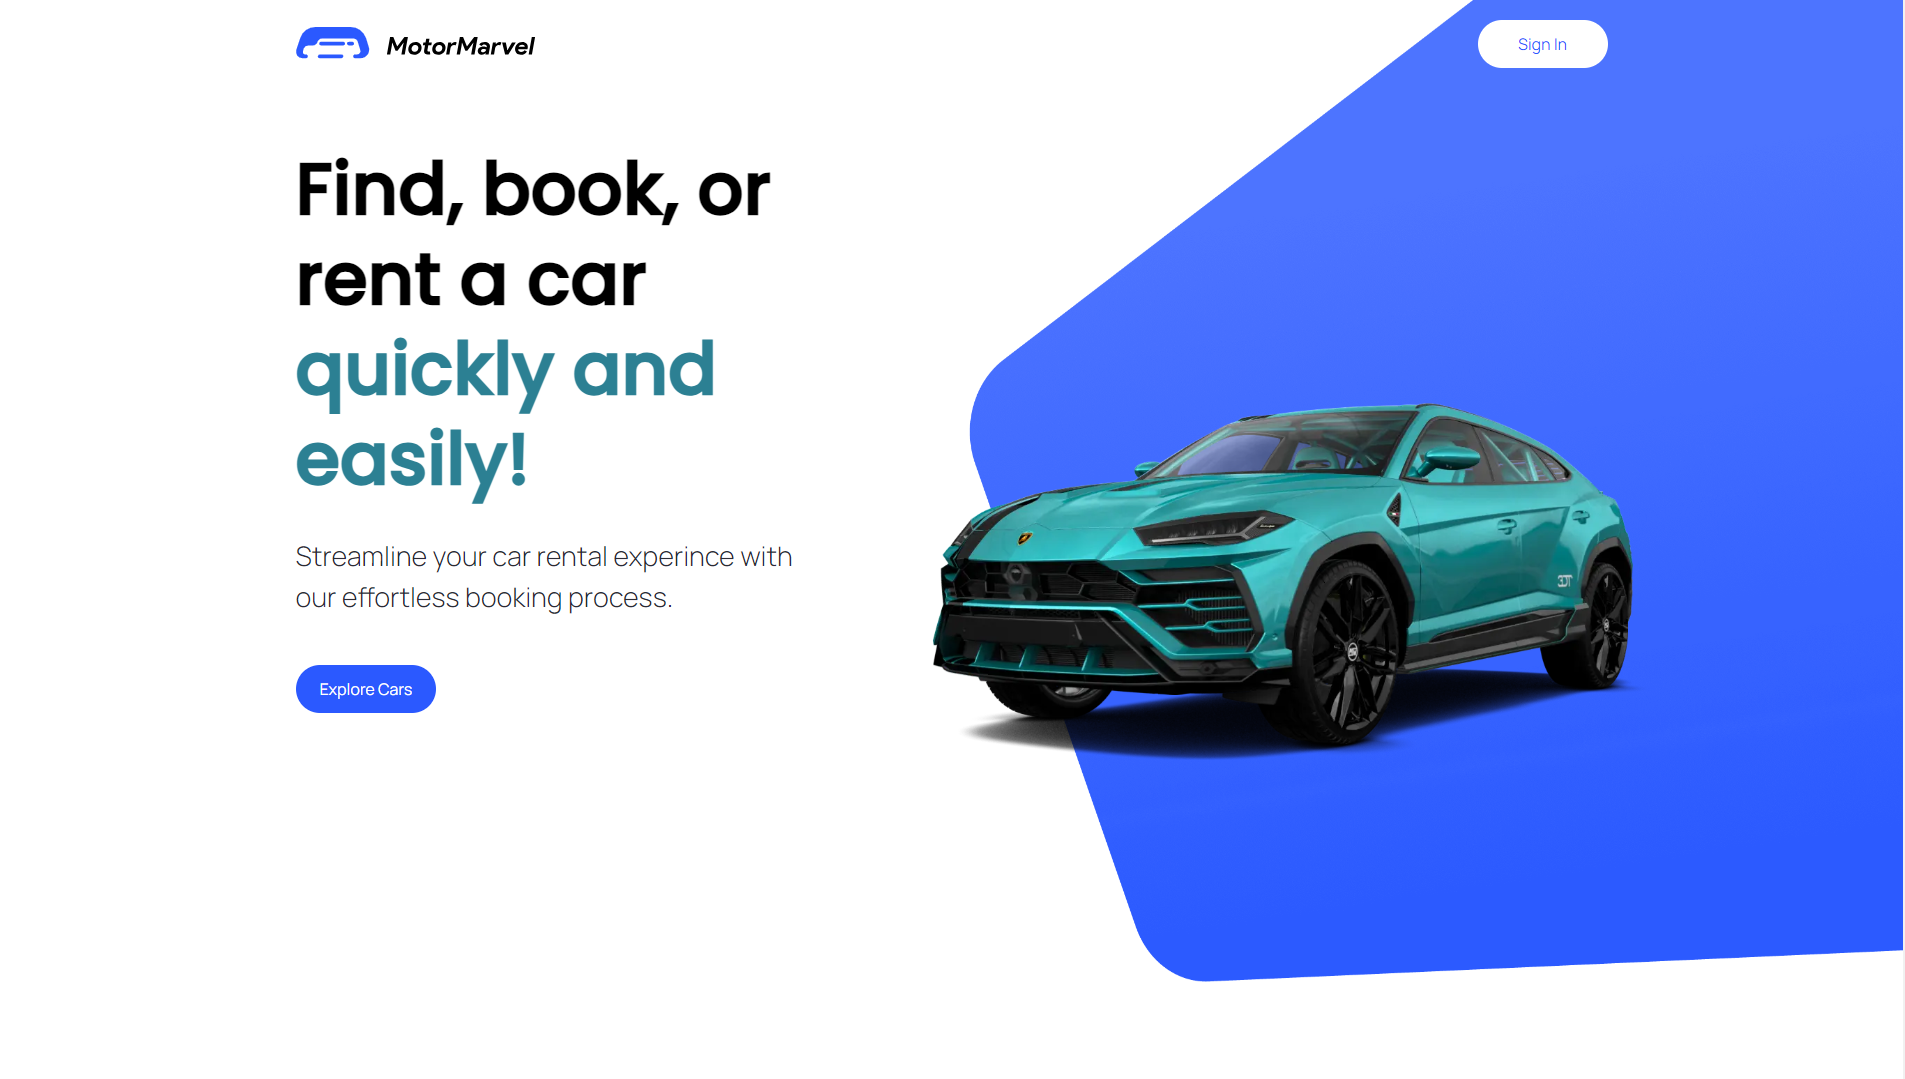 MotorMarvel
Sign In
Find, book, or
rent a car
quickly and
easily!
Streamline your car rental experince with
our effortless booking process.
Explore Cars
3DT